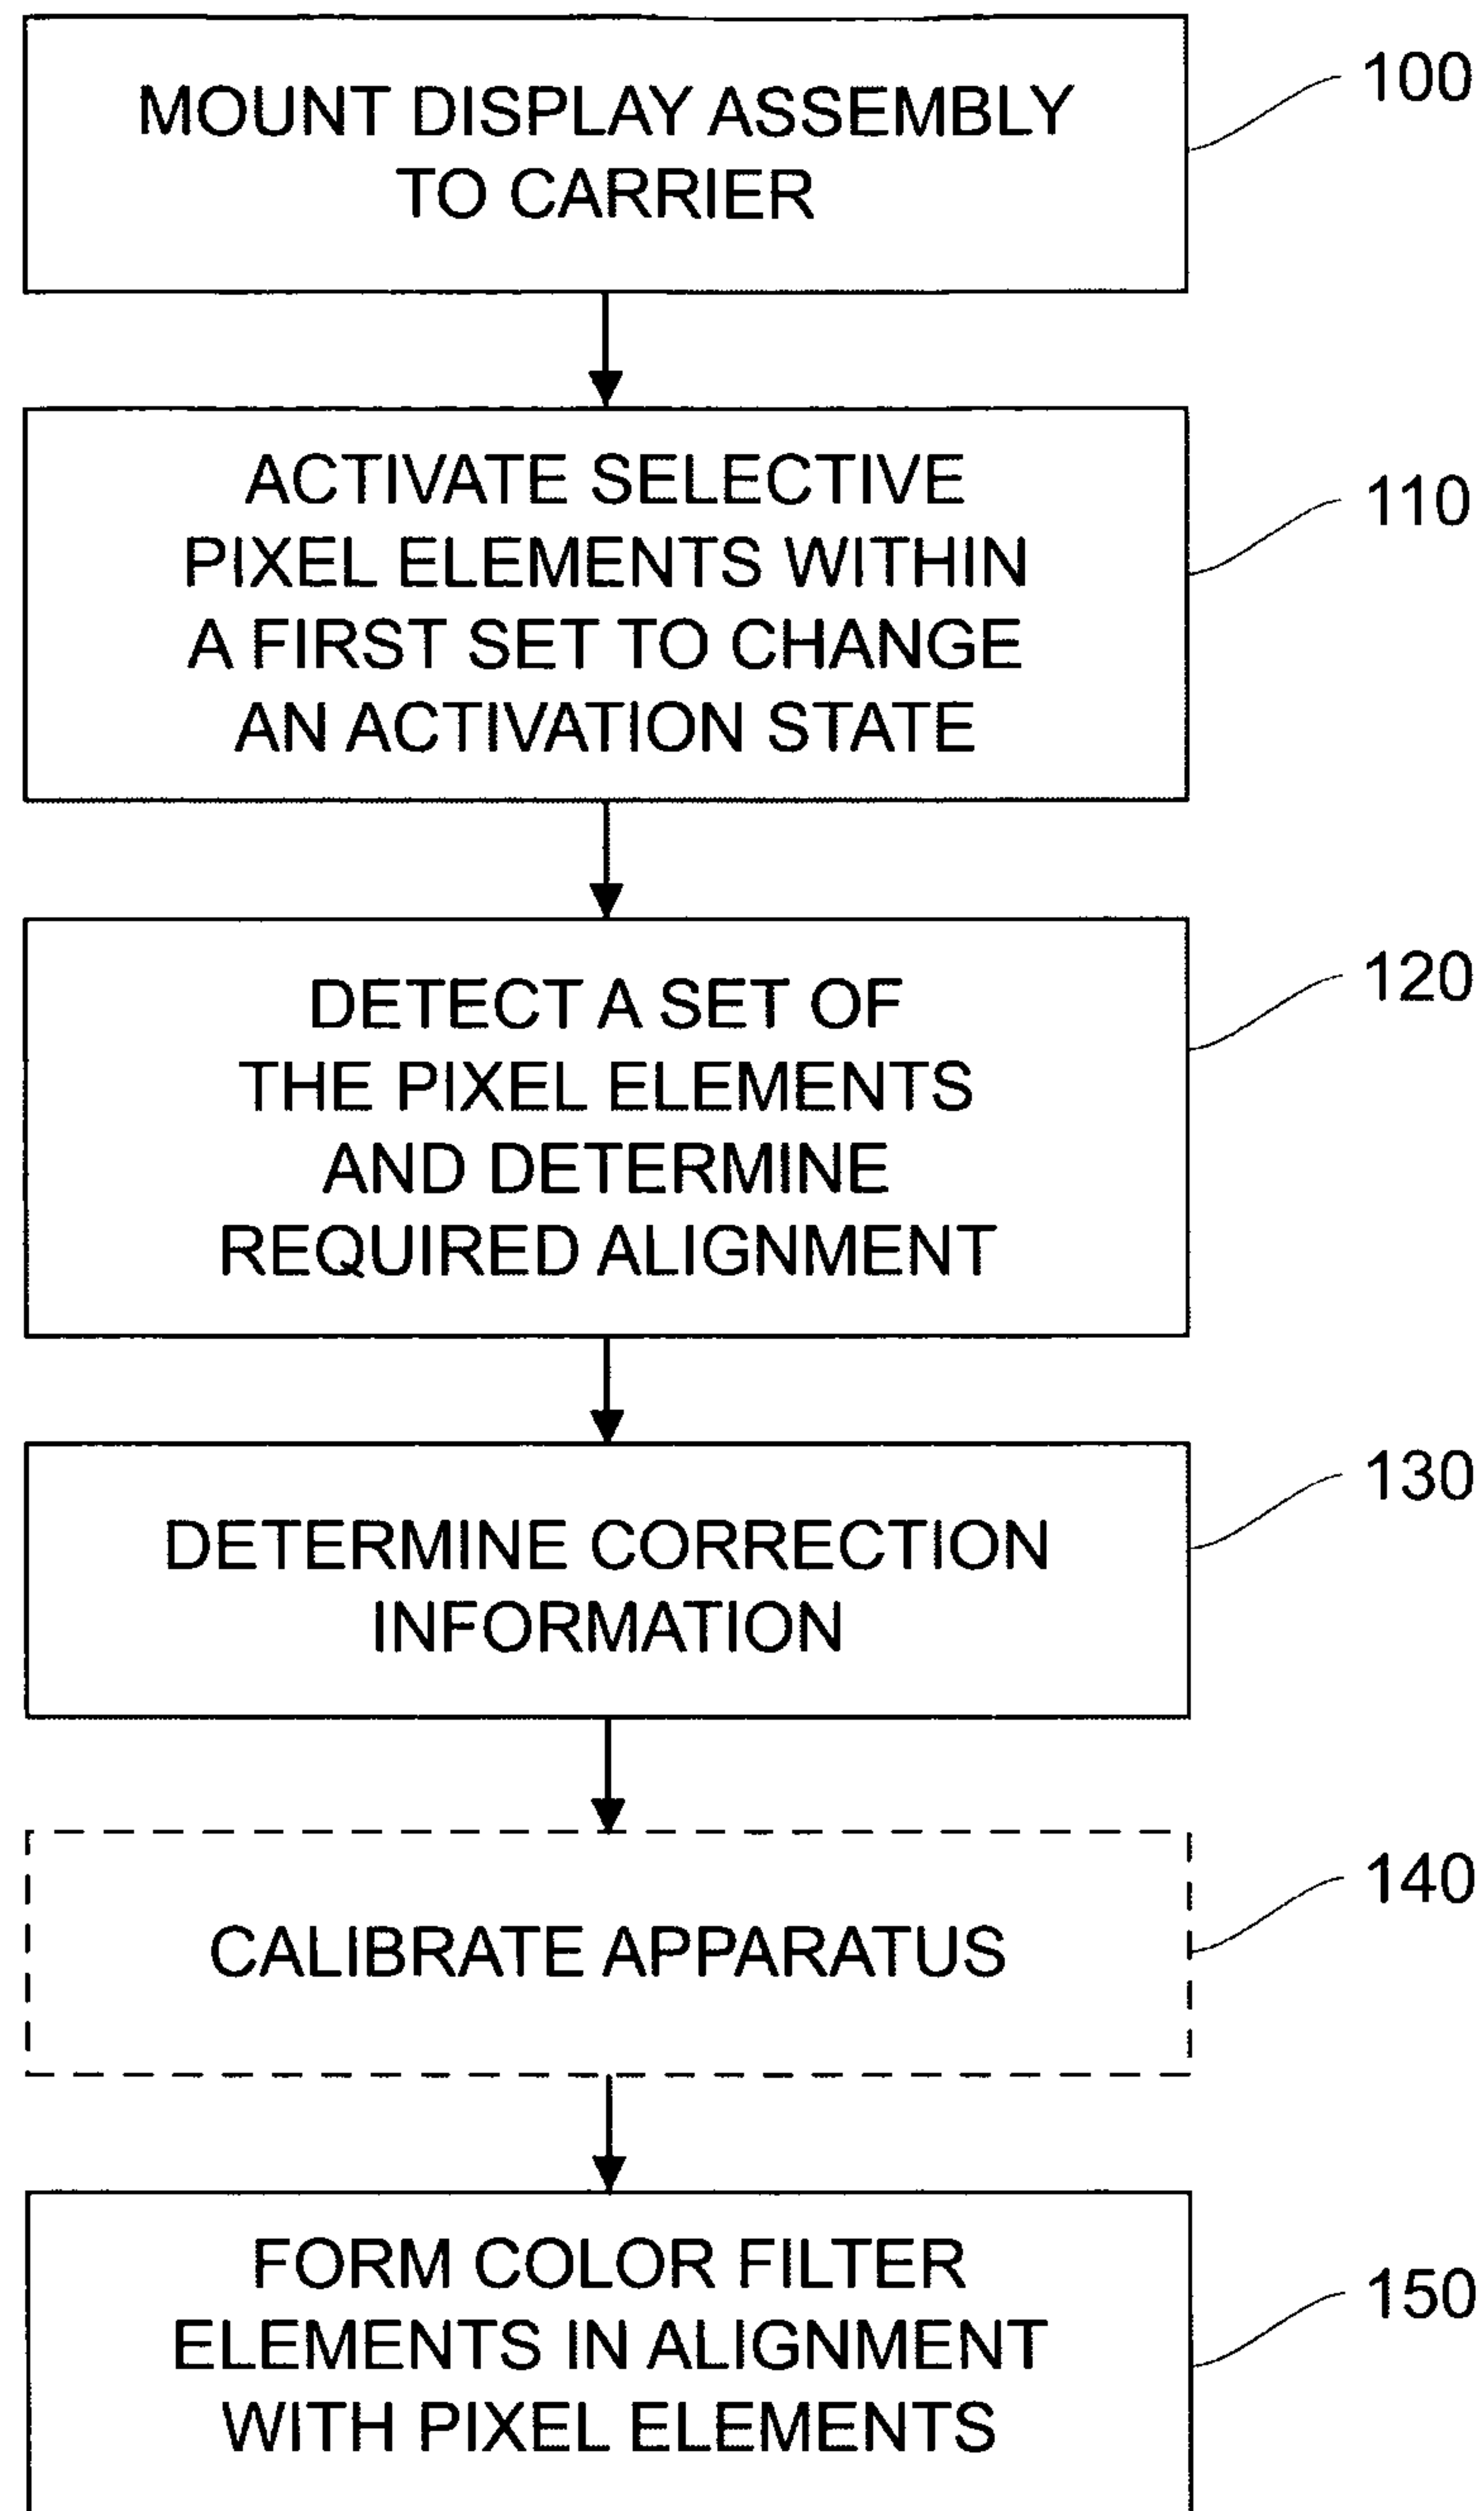 MOUNT DISPLAY ASSEMBLY
TO CARRIER
100
ACTIVATE SELECTIVE
PIXEL ELEMENTS WITHIN
A FIRST SET TO CHANGE
AN ACTIVATION STATE
110
DETECT A SET OF
THE PIXEL ELEMENTS
AND DETERMINE
REQUIRED ALIGNMENT
120
DETERMINE CORRECTION
INFORMATION
130
CALIBRATE APPARATUS
140
FORM COLOR FILTER
ELEMENTS IN ALIGNMENT
WITH PIXEL ELEMENTS
150